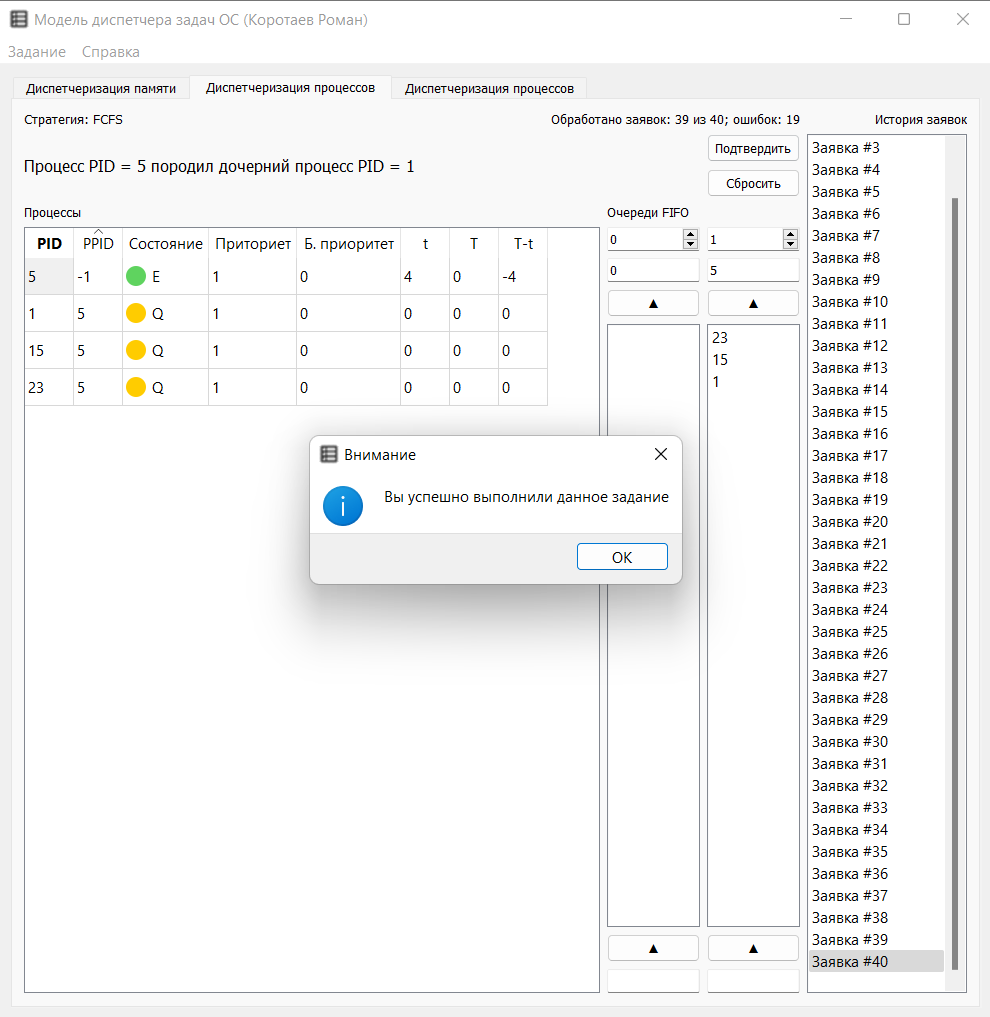 Модель диспетчера задач ОС (Коротаев Роман)
Задание Справка
Диспетчеризация памяти Диспетчеризация процессов Диспетчеризация процессов
Стратегия: FCFS Обработано заявок: 39 из 40; ошибок: 19 История заявок
Процесс PID = 5 породил дочерний процесс PID = 1
Подтвердить
Сбросить
Процессы
PID PPID Состояние Приториет Б. приоритет t T T-t
5 -1 E 1 0 4 0 -4
1 5 Q 1 0 0 0 0
15 5 Q 1 0 0 0 0
23 5 Q 1 0 0 0 0
Очереди FIFO
0 1
0 5
▲ ▲
23
15
1
▲ ▲
Внимание
Вы успешно выполнили данное задание
OK
Заявка #3
Заявка #4
Заявка #5
Заявка #6
Заявка #7
Заявка #8
Заявка #9
Заявка #10
Заявка #11
Заявка #12
Заявка #13
Заявка #14
Заявка #15
Заявка #16
Заявка #17
Заявка #18
Заявка #19
Заявка #20
Заявка #21
Заявка #22
Заявка #23
Заявка #24
Заявка #25
Заявка #26
Заявка #27
Заявка #28
Заявка #29
Заявка #30
Заявка #31
Заявка #32
Заявка #33
Заявка #34
Заявка #35
Заявка #36
Заявка #37
Заявка #38
Заявка #39
Заявка #40